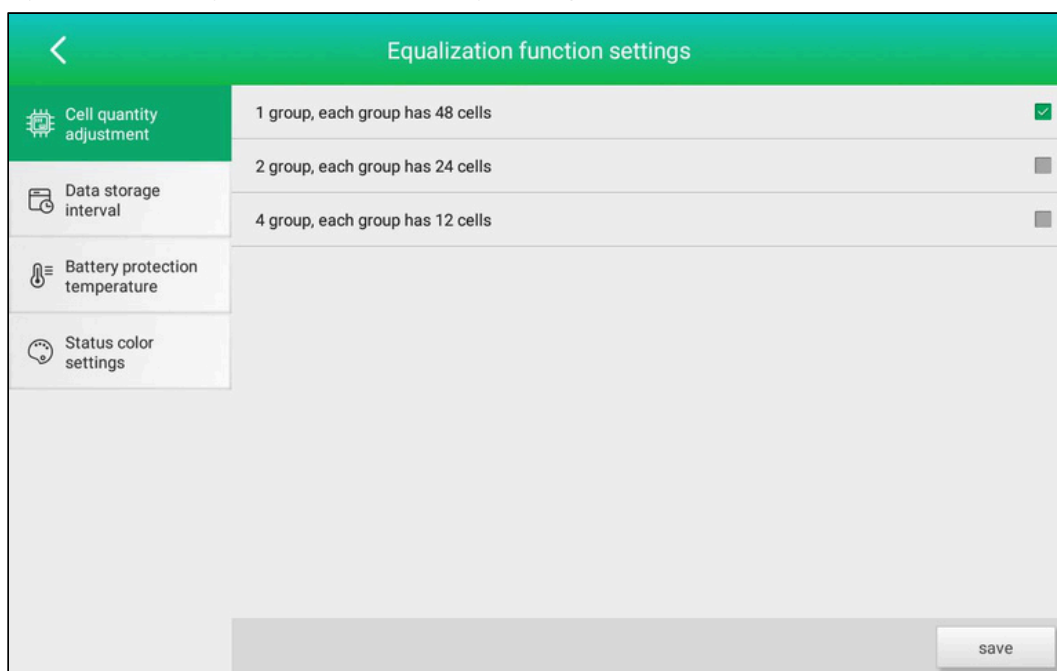 Equalization function settings
Cell quantity
adjustment
Data storage
interval
Battery protection
temperature
Status color
settings
1 group, each group has 48 cells
2 group, each group has 24 cells
4 group, each group has 12 cells
save